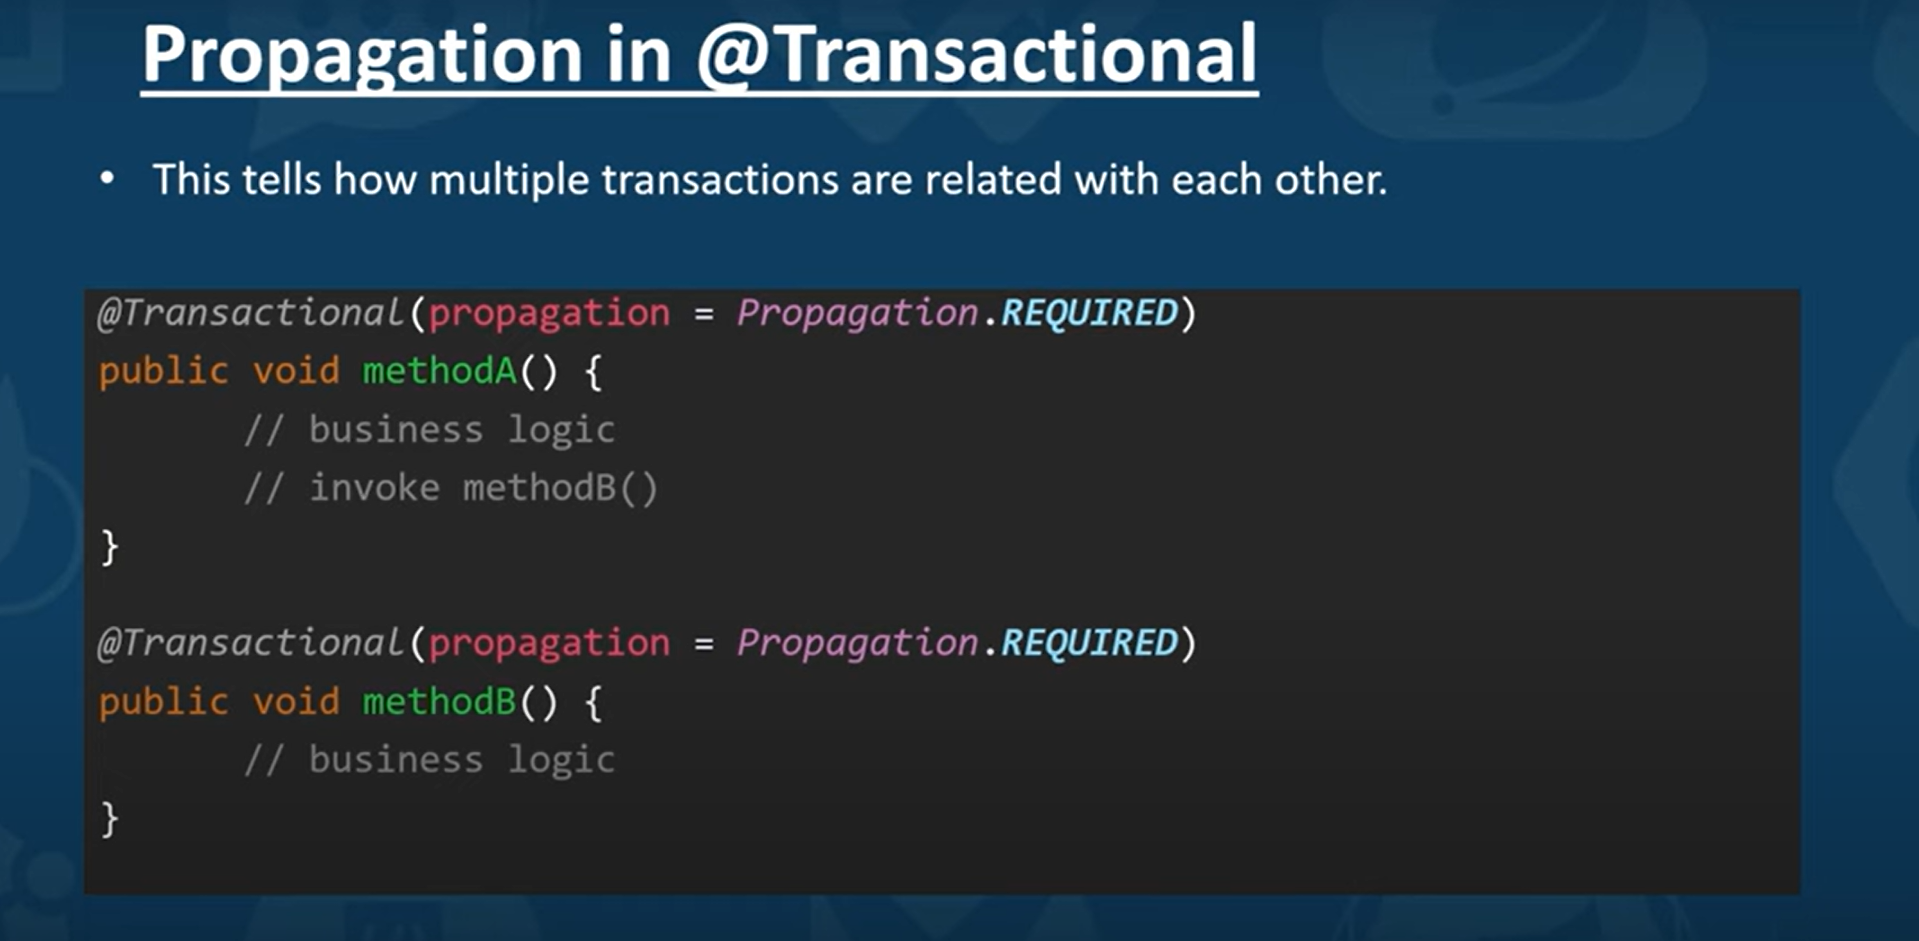 Propagation in @Transactional
• This tells how multiple transactions are related with each other.
@Transactional(propagation = Propagation.REQUIRED)
public void methodA() {
// business logic
// invoke methodB()
}
@Transactional(propagation = Propagation.REQUIRED)
public void methodB() {
// business logic
}